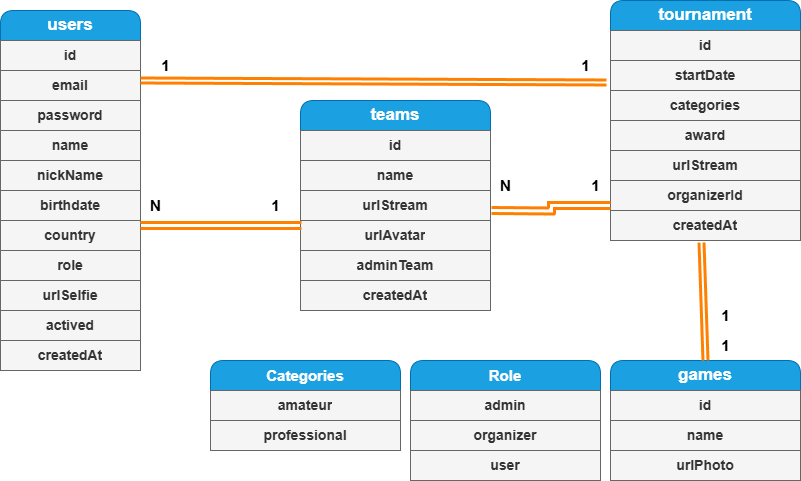 users
id
email
password
name
nickName
birthdate
country
role
urlSelfie
actived
createdAt
1
1
N
1
teams
id
name
urlStream
urlAvatar
adminTeam
createdAt
N
1
tournament
id
startDate
categories
award
urlStream
organizerId
createdAt
1
1
Categories
amateur
professional
Role
admin
organizer
user
games
id
name
urlPhoto